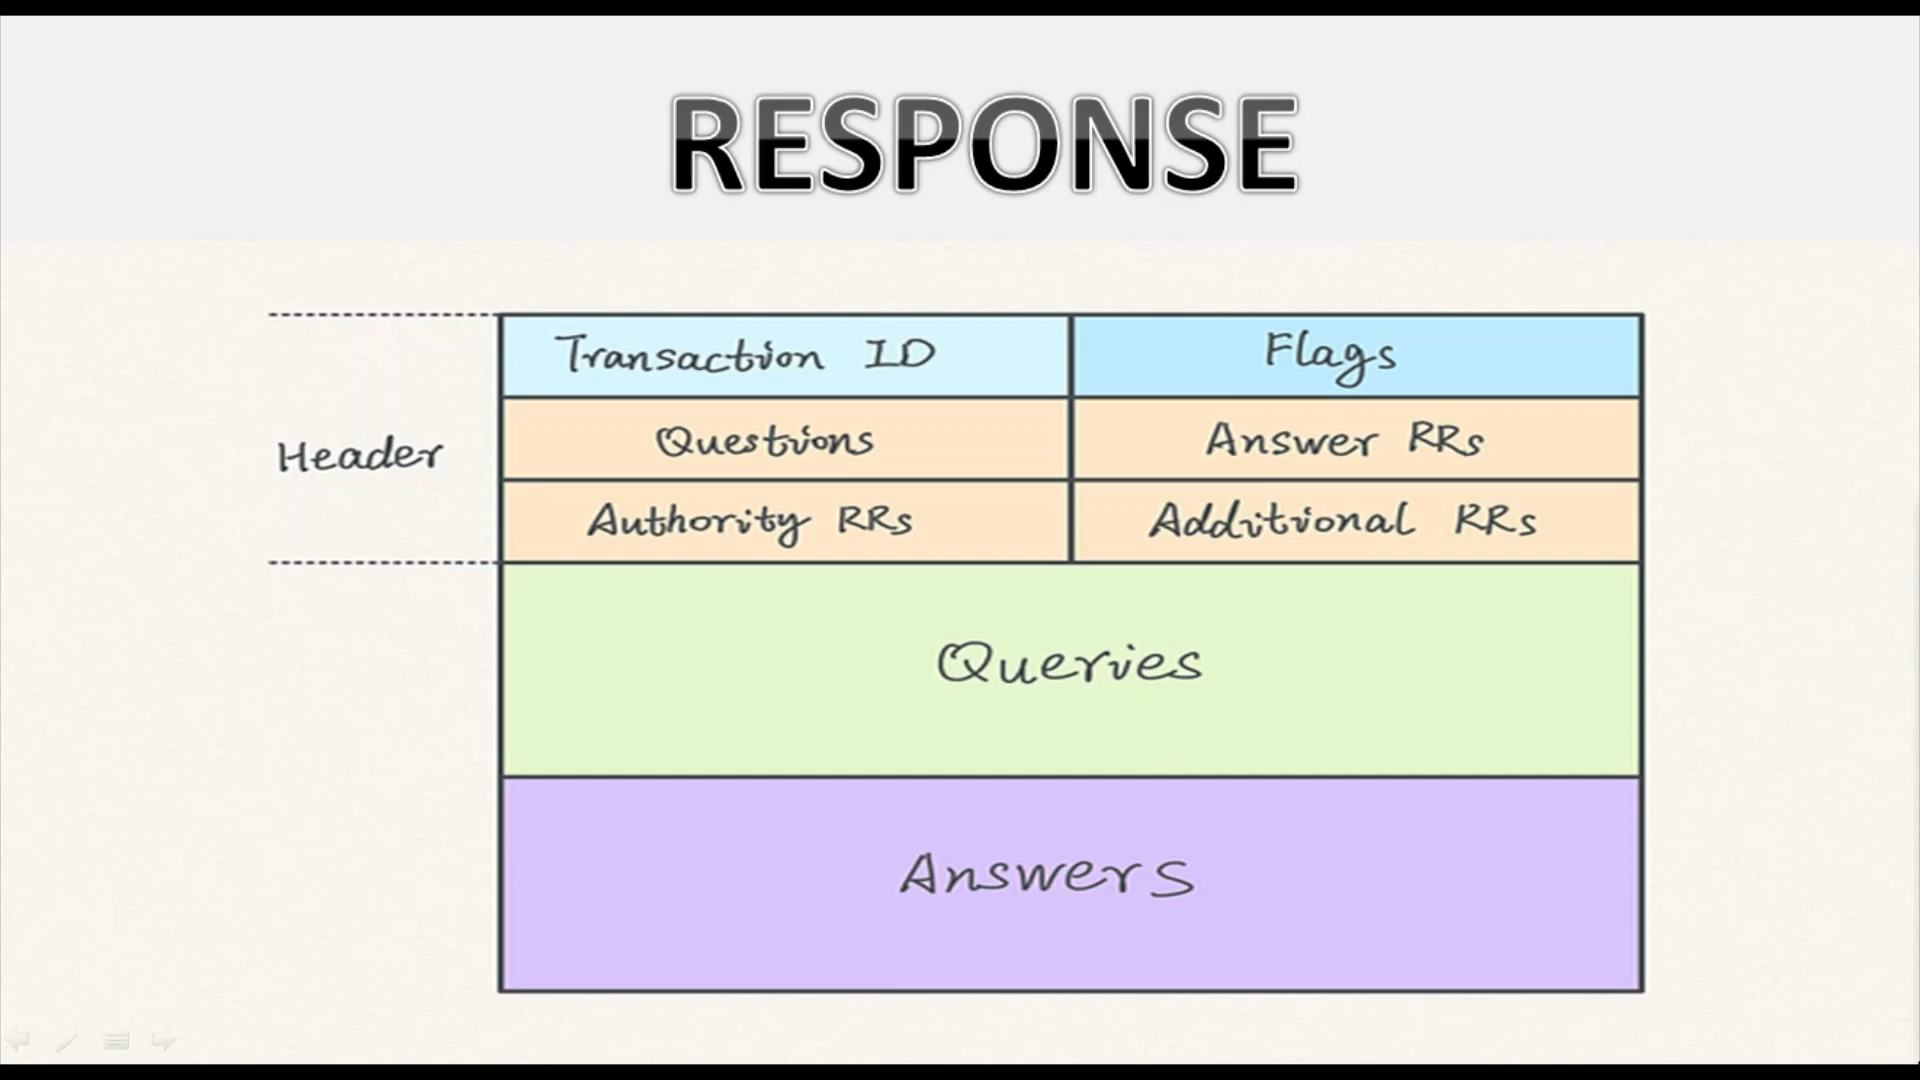 RESPONSE
Transaction ID
Flags
Header
Questions
Answer RRs
Authority RRs
Additional RRs
Queries
Answers